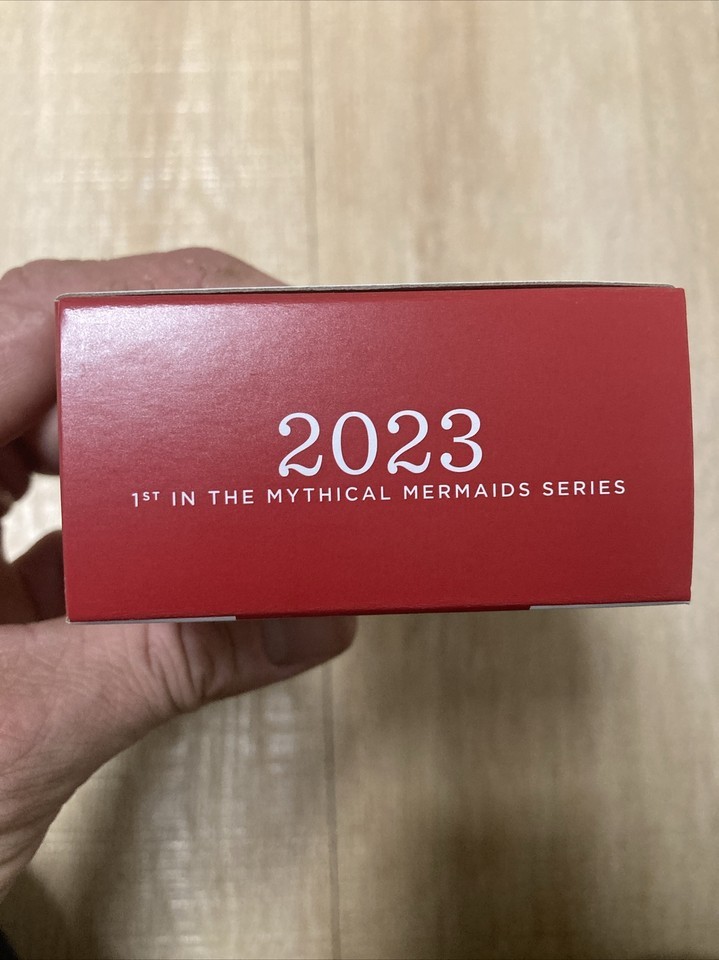 2023
1ST IN THE MYTHICAL MERMAIDS SERIES